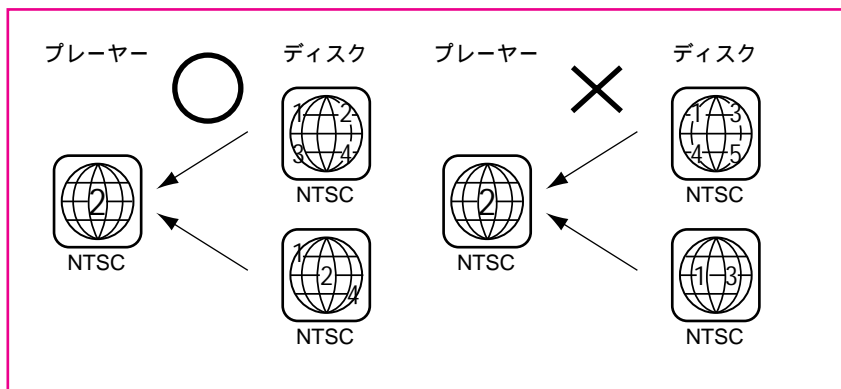 プレーヤー ディスク プレーヤー ディスク
1 2 1 3
3 4 4 5
NTSC NTSC
2 2
NTSC NTSC
1
2 1 3
4
NTSC NTSC